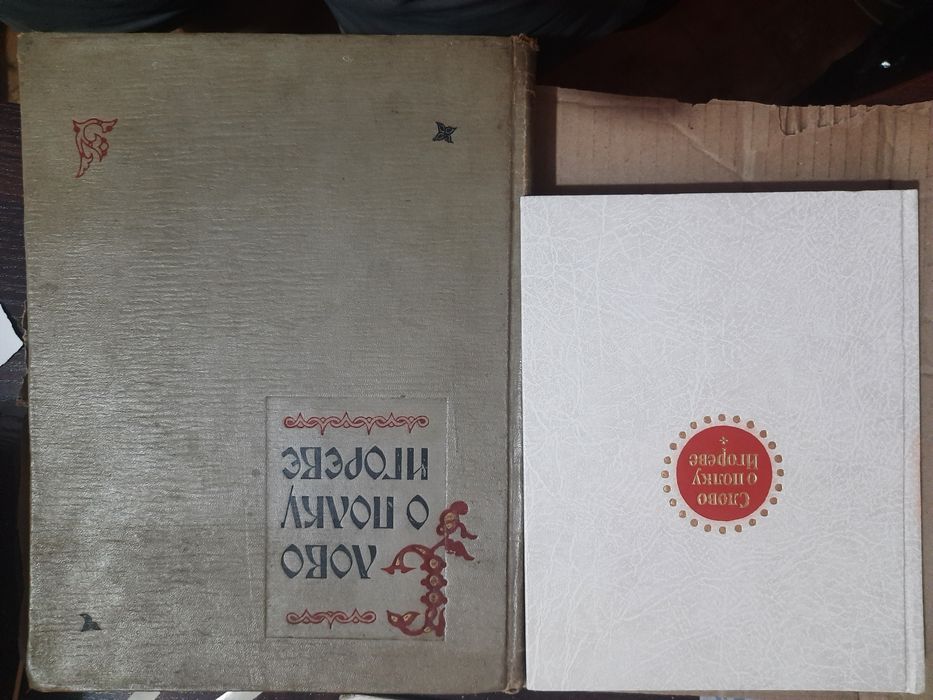 СЛОВО
О ПОЛКУ
ИГОРЕВЕ
Слово
о полку
Игореве